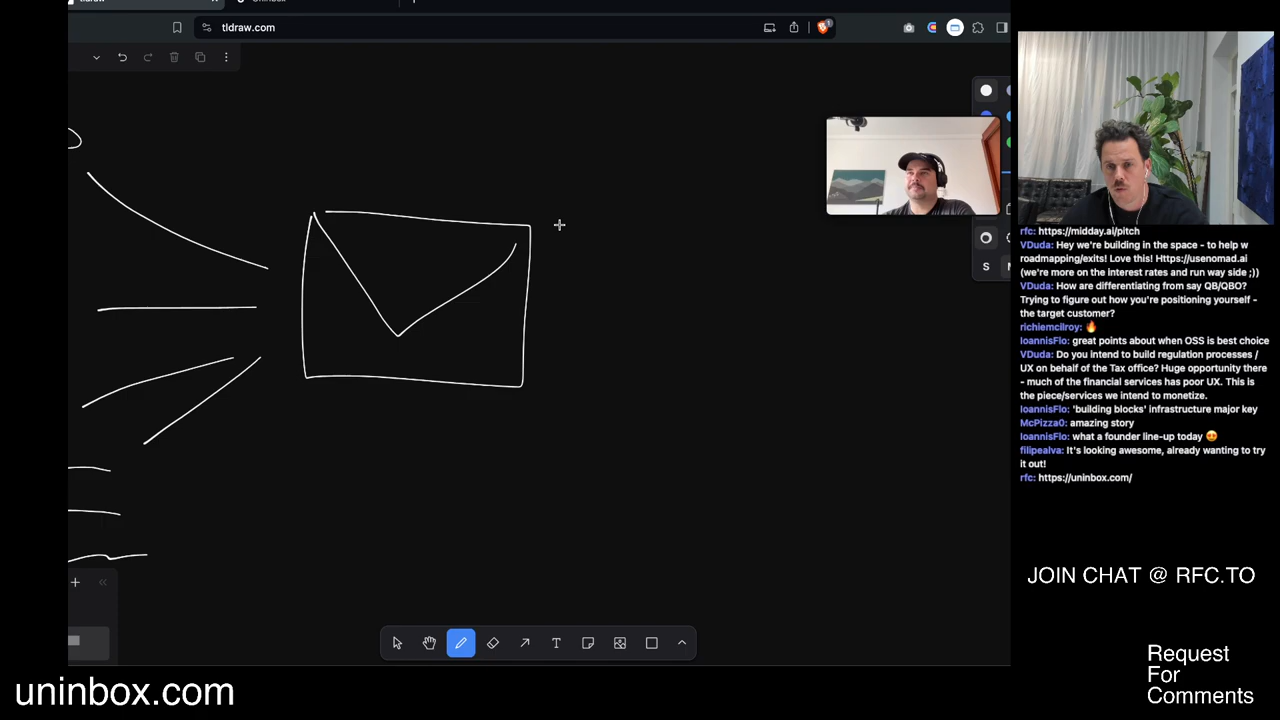 tldraw
Uninbox
tldraw.com
1
S
rfc: https://midday.ai/pitch
VDuda: Hey we're building in the space - to help w
roadmapping/exits! Love this! Https://usenomad.ai
(we're more on the interest rates and run way side ;))
VDuda: How are differentiating from say QB/QBO?
Trying to figure out how you're positioning yourself -
the target customer?
richiemcilroy: 🔥
IoannisFlo: great points about when OSS is best choice
VDuda: Do you intend to build regulation processes /
UX on behalf of the Tax office? Huge opportunity there
- much of the financial services has poor UX. This is
the piece/services we intend to monetize.
IoannisFlo: 'building blocks' infrastructure major key
McPizza0: amazing story
IoannisFlo: what a founder line-up today 😍
filipealva: It's looking awesome, already wanting to try
it out!
rfc: https://uninbox.com/
JOIN CHAT @ RFC.TO
Request
For
Comments
uninbox.com